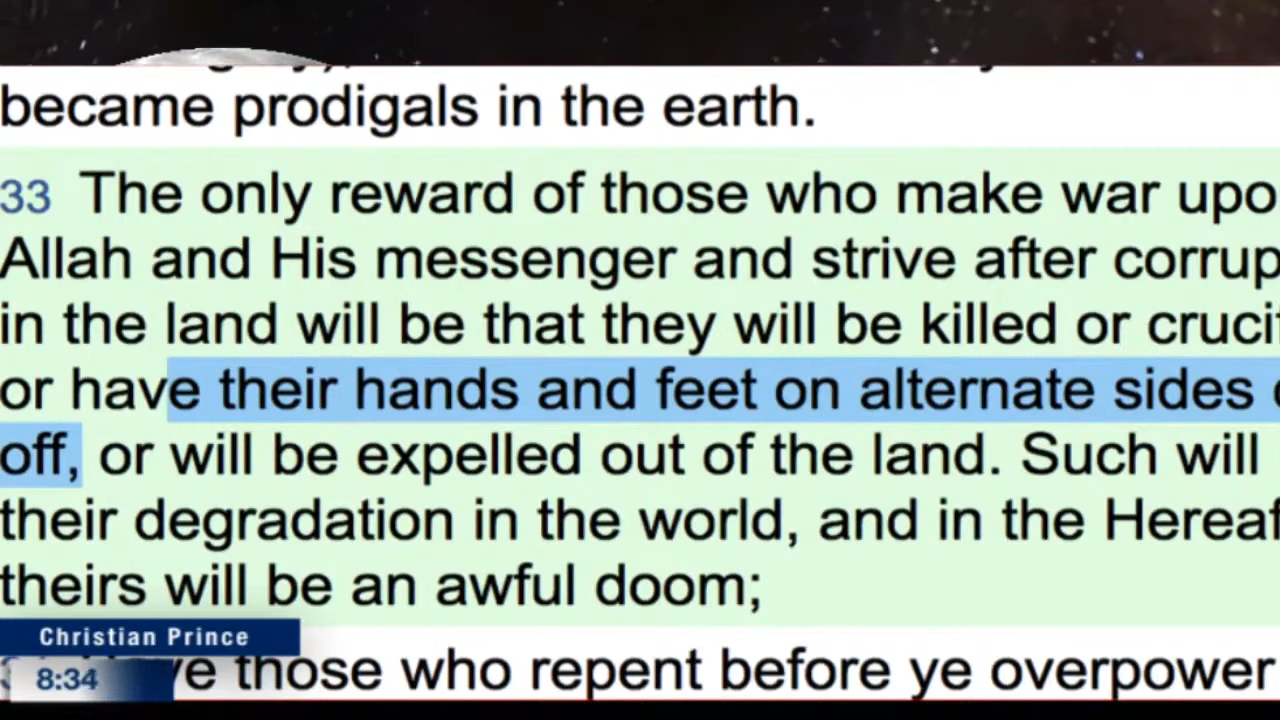 became prodigals in the earth.
33 The only reward of those who make war upo
Allah and His messenger and strive after corrup
in the land will be that they will be killed or cruci
or have their hands and feet on alternate sides
off, or will be expelled out of the land. Such will
their degradation in the world, and in the Hereaf
theirs will be an awful doom;
Christian Prince
those who repent before ye overpower
8:34